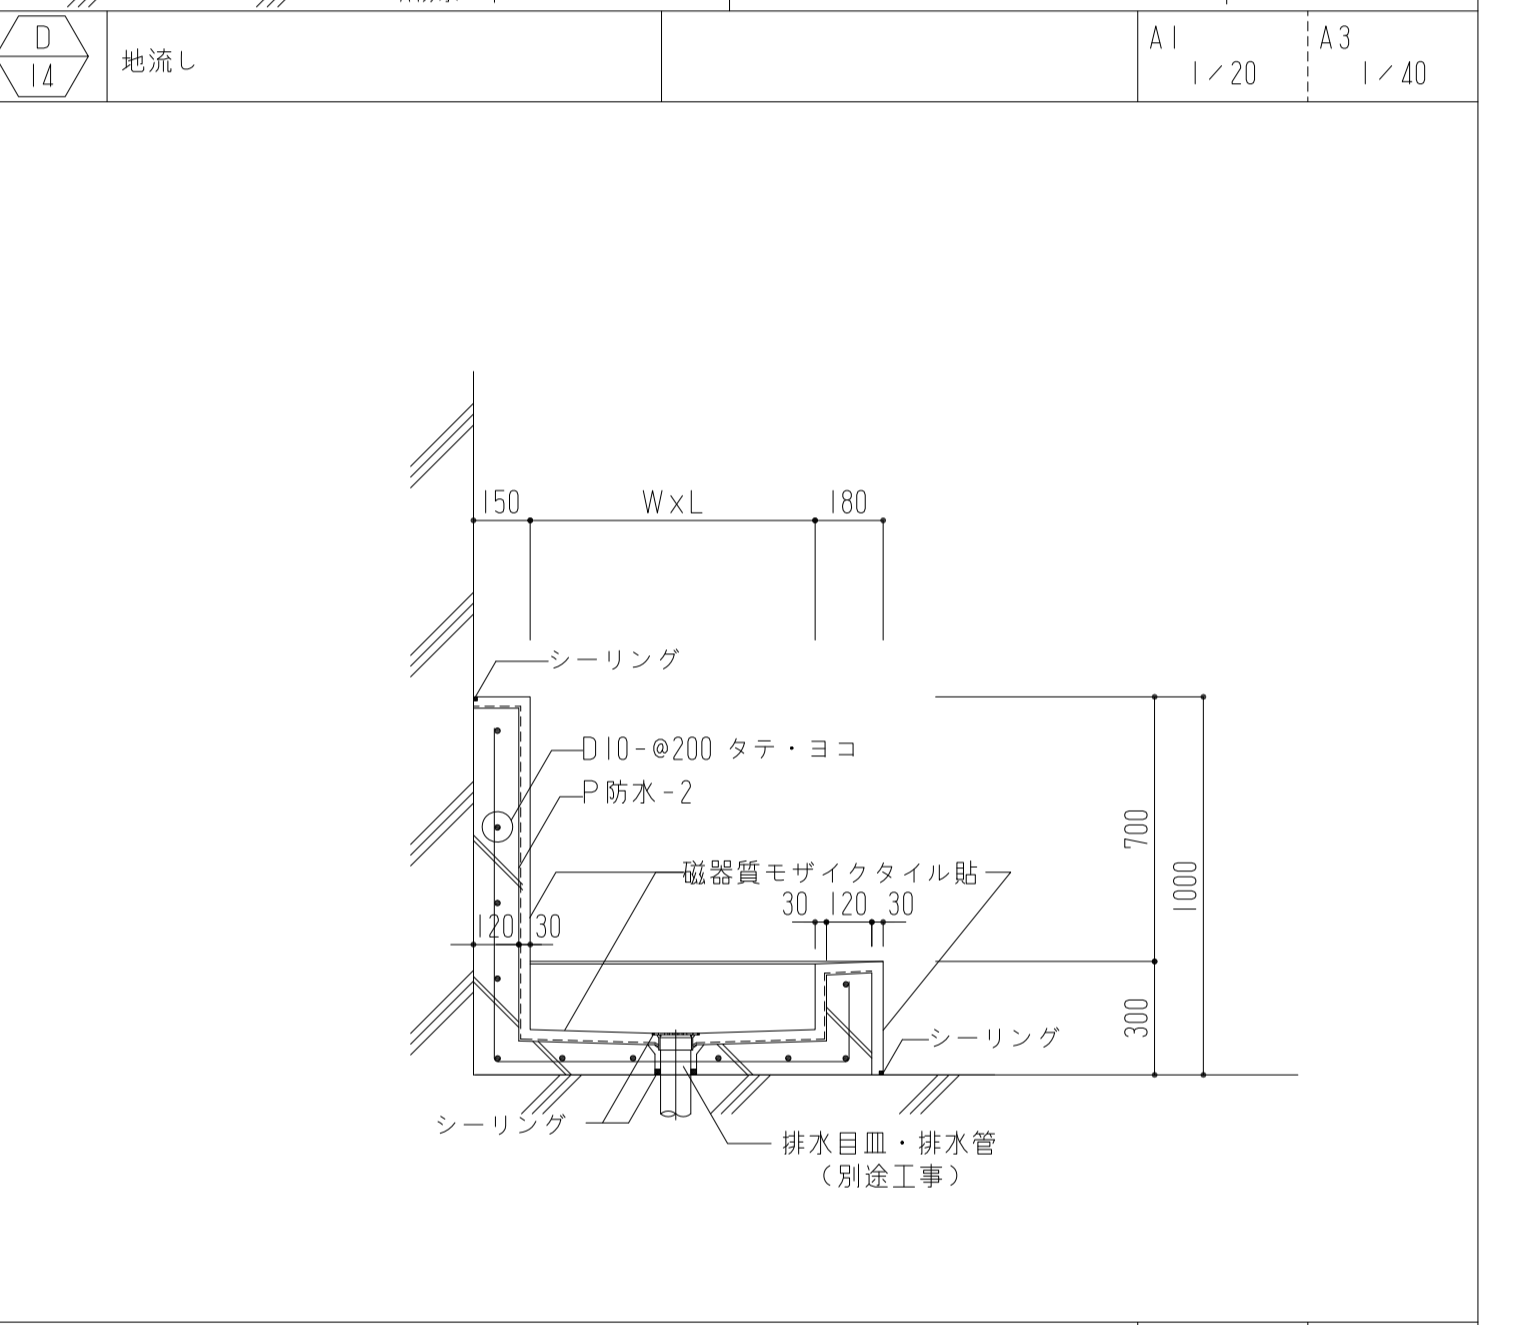 D
14
地流し
A1
1/20
A3
1/40
150
W×L
180
シーリング
D10-@200 タテ・ヨコ
P防水-2
700
磁器質モザイクタイル貼
1000
30 120 30
120 30
300
シーリング
シーリング
排水目皿・排水管
(別途工事)